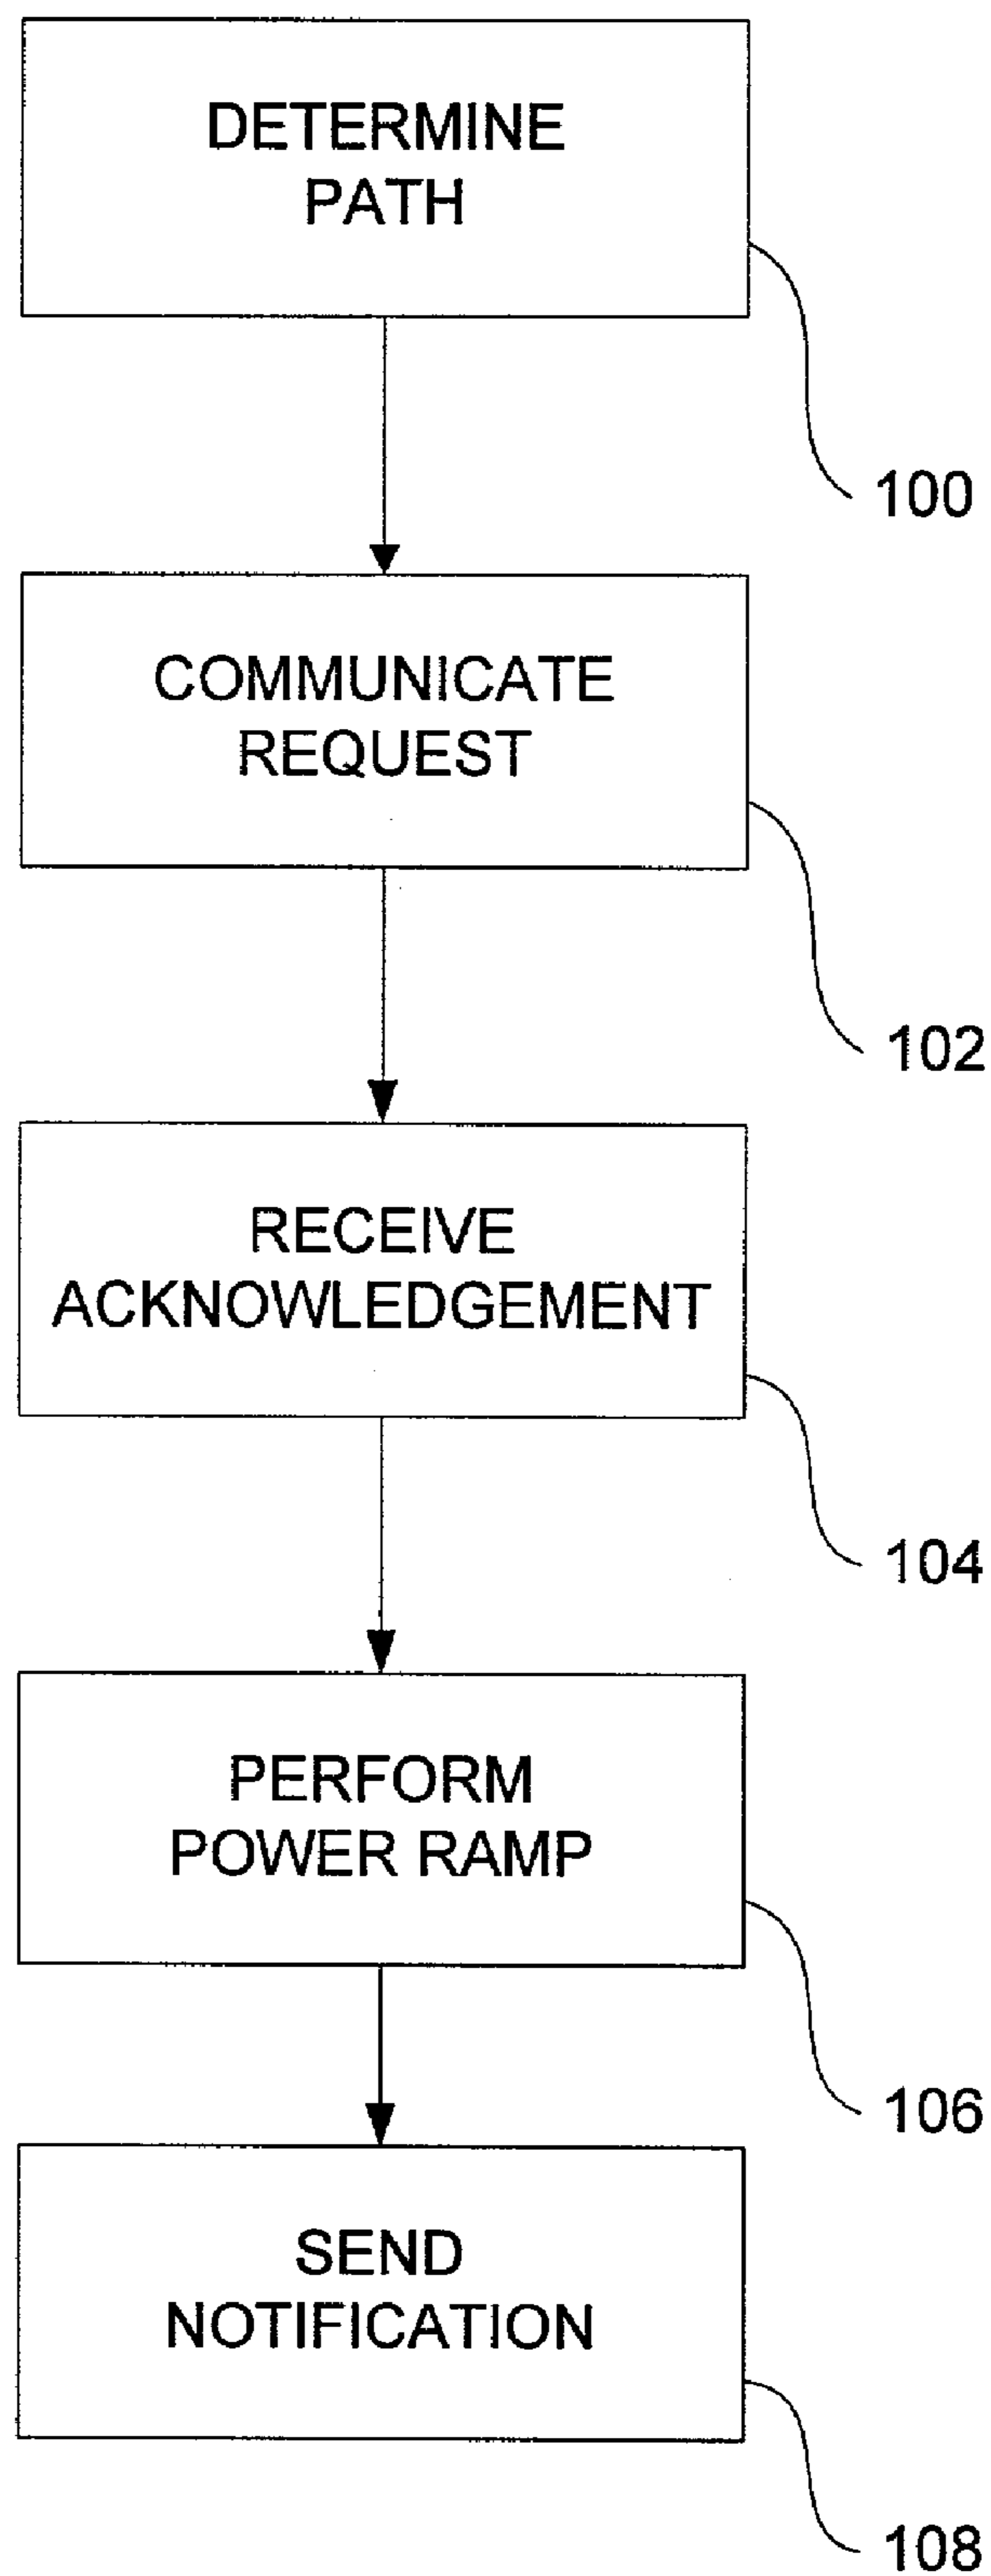 DETERMINE
PATH
100
COMMUNICATE
REQUEST
102
RECEIVE
ACKNOWLEDGEMENT
104
PERFORM
POWER RAMP
106
SEND
NOTIFICATION
108